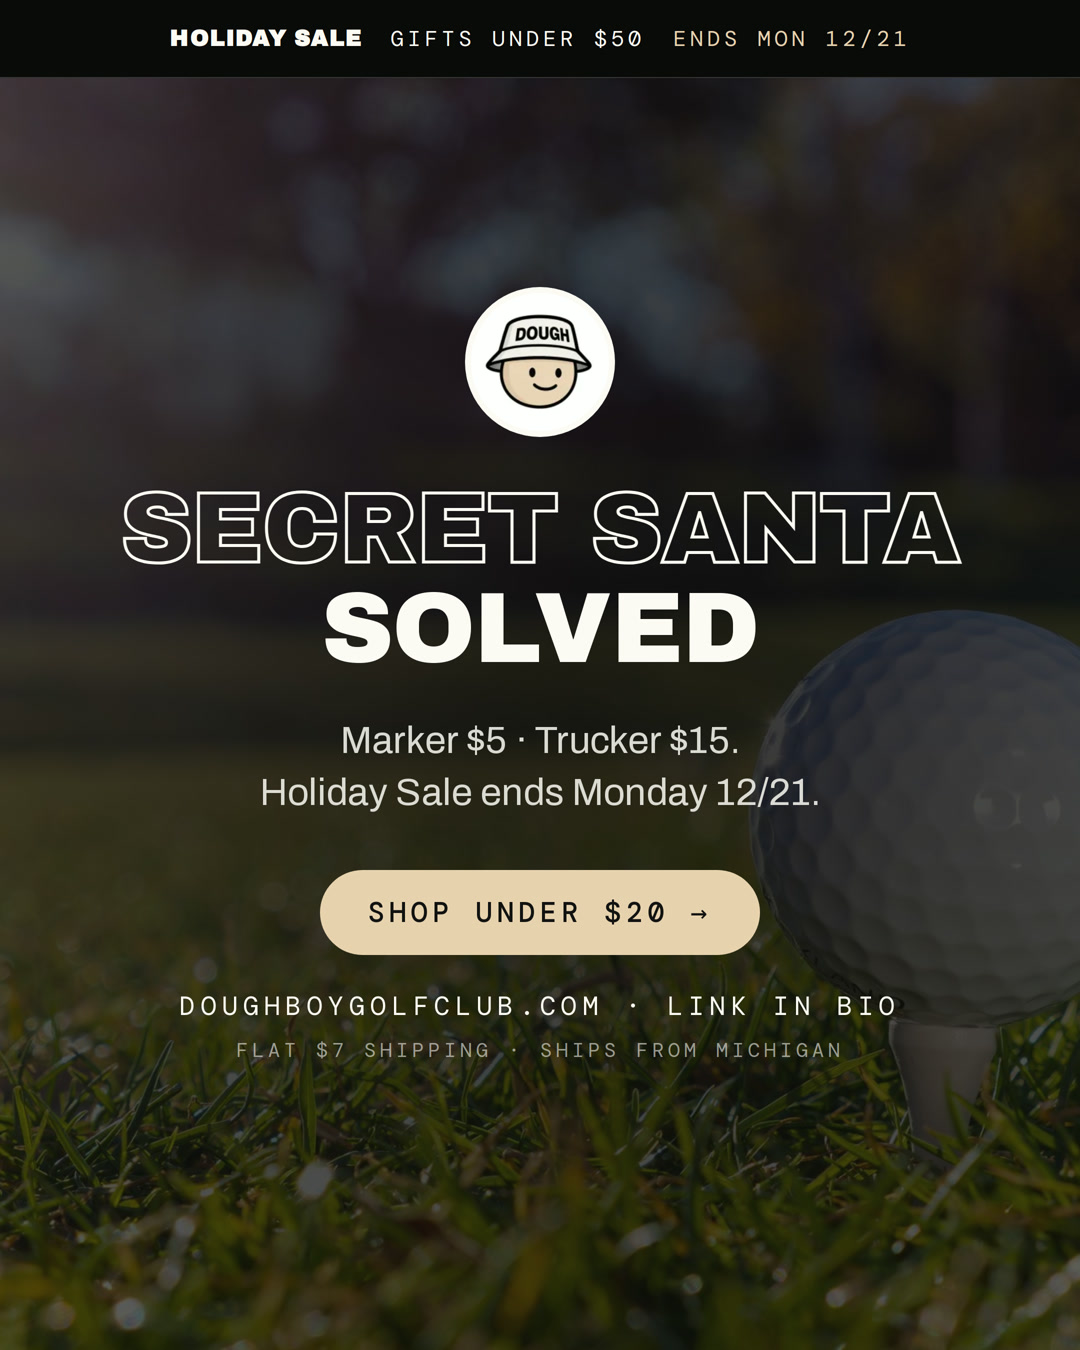 HOLIDAY SALE GIFTS UNDER $50 ENDS MON 12/21
DOUGH
SECRET SANTA
SOLVED
Marker $5 · Trucker $15.
Holiday Sale ends Monday 12/21.
SHOP UNDER $20 →
DOUGHBOYGOLFCLUB.COM · LINK IN BIO
FLAT $7 SHIPPING · SHIPS FROM MICHIGAN